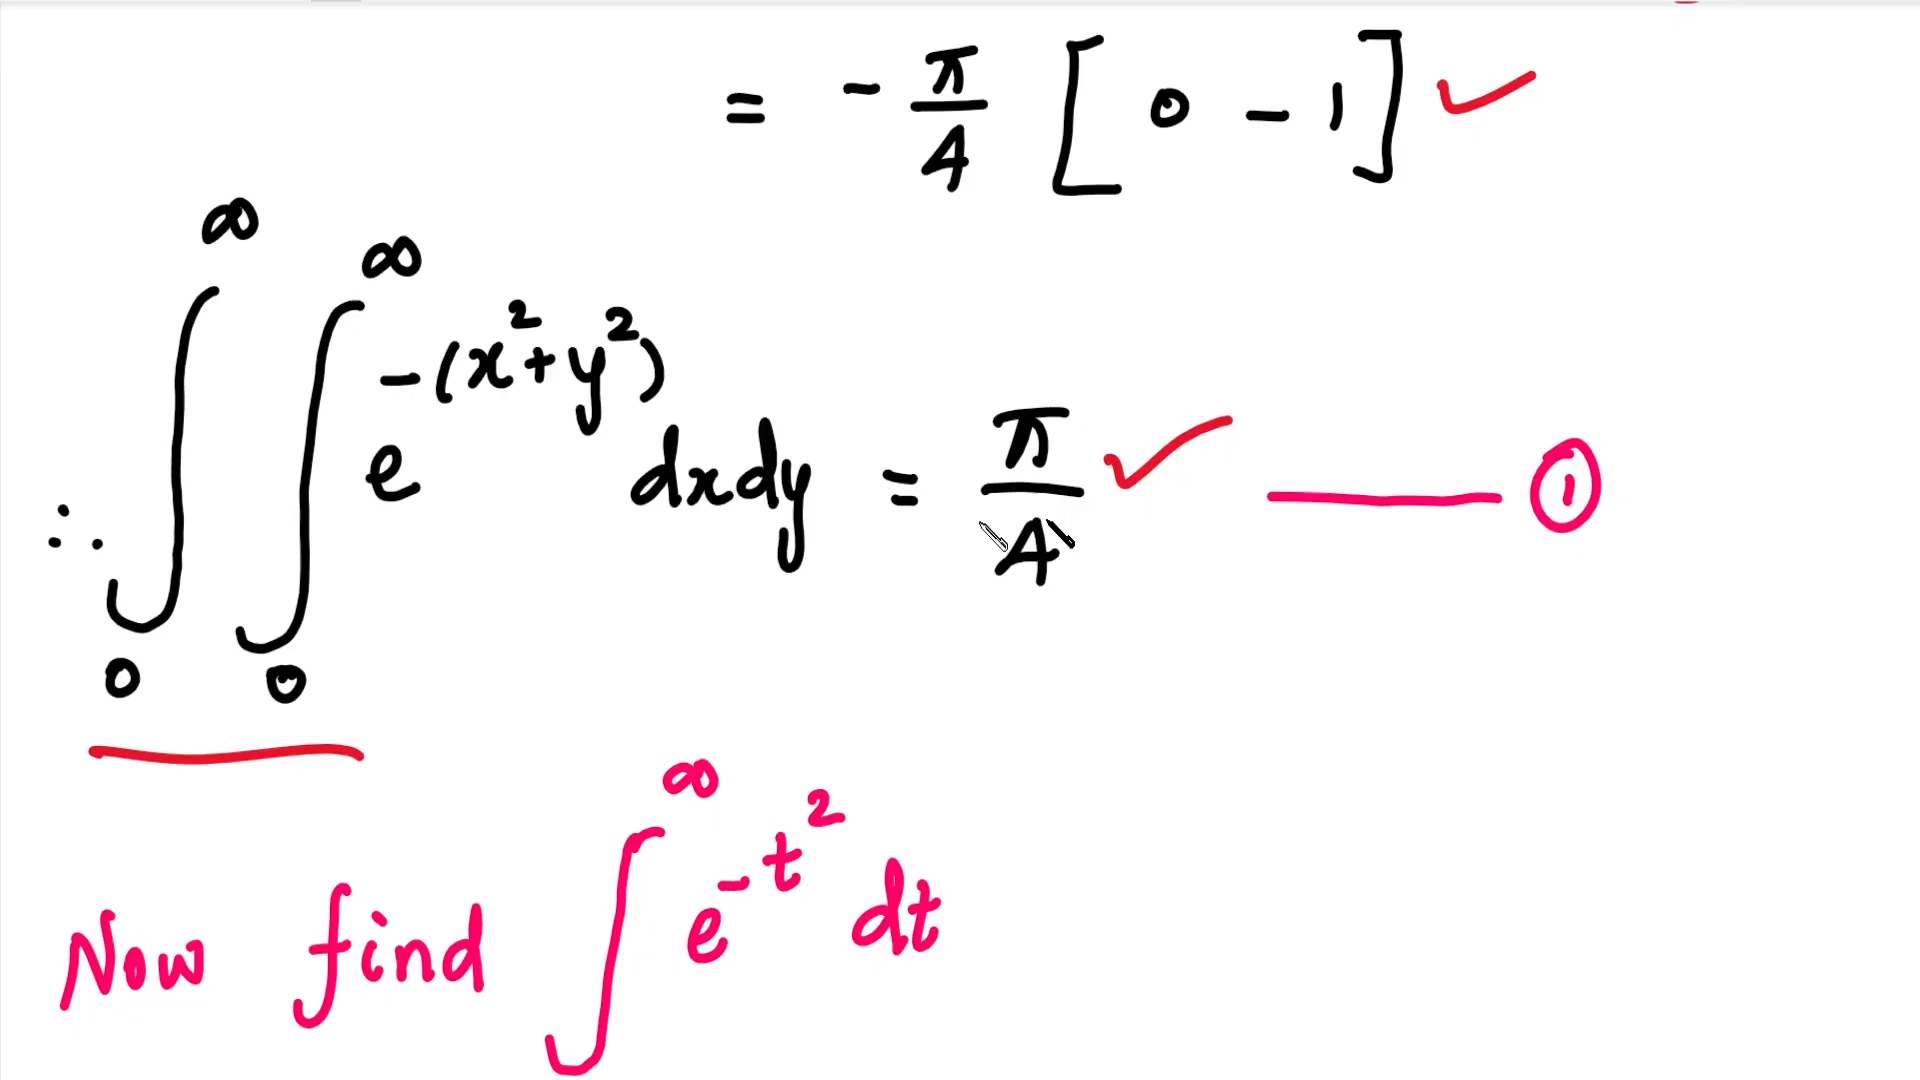 = - π/4 [ 0 - 1 ]
∴ ∫₀^∞ ∫₀^∞ e^-(x²+y²) dxdy = π/4 —— ①
Now find ∫^∞ e^-t² dt